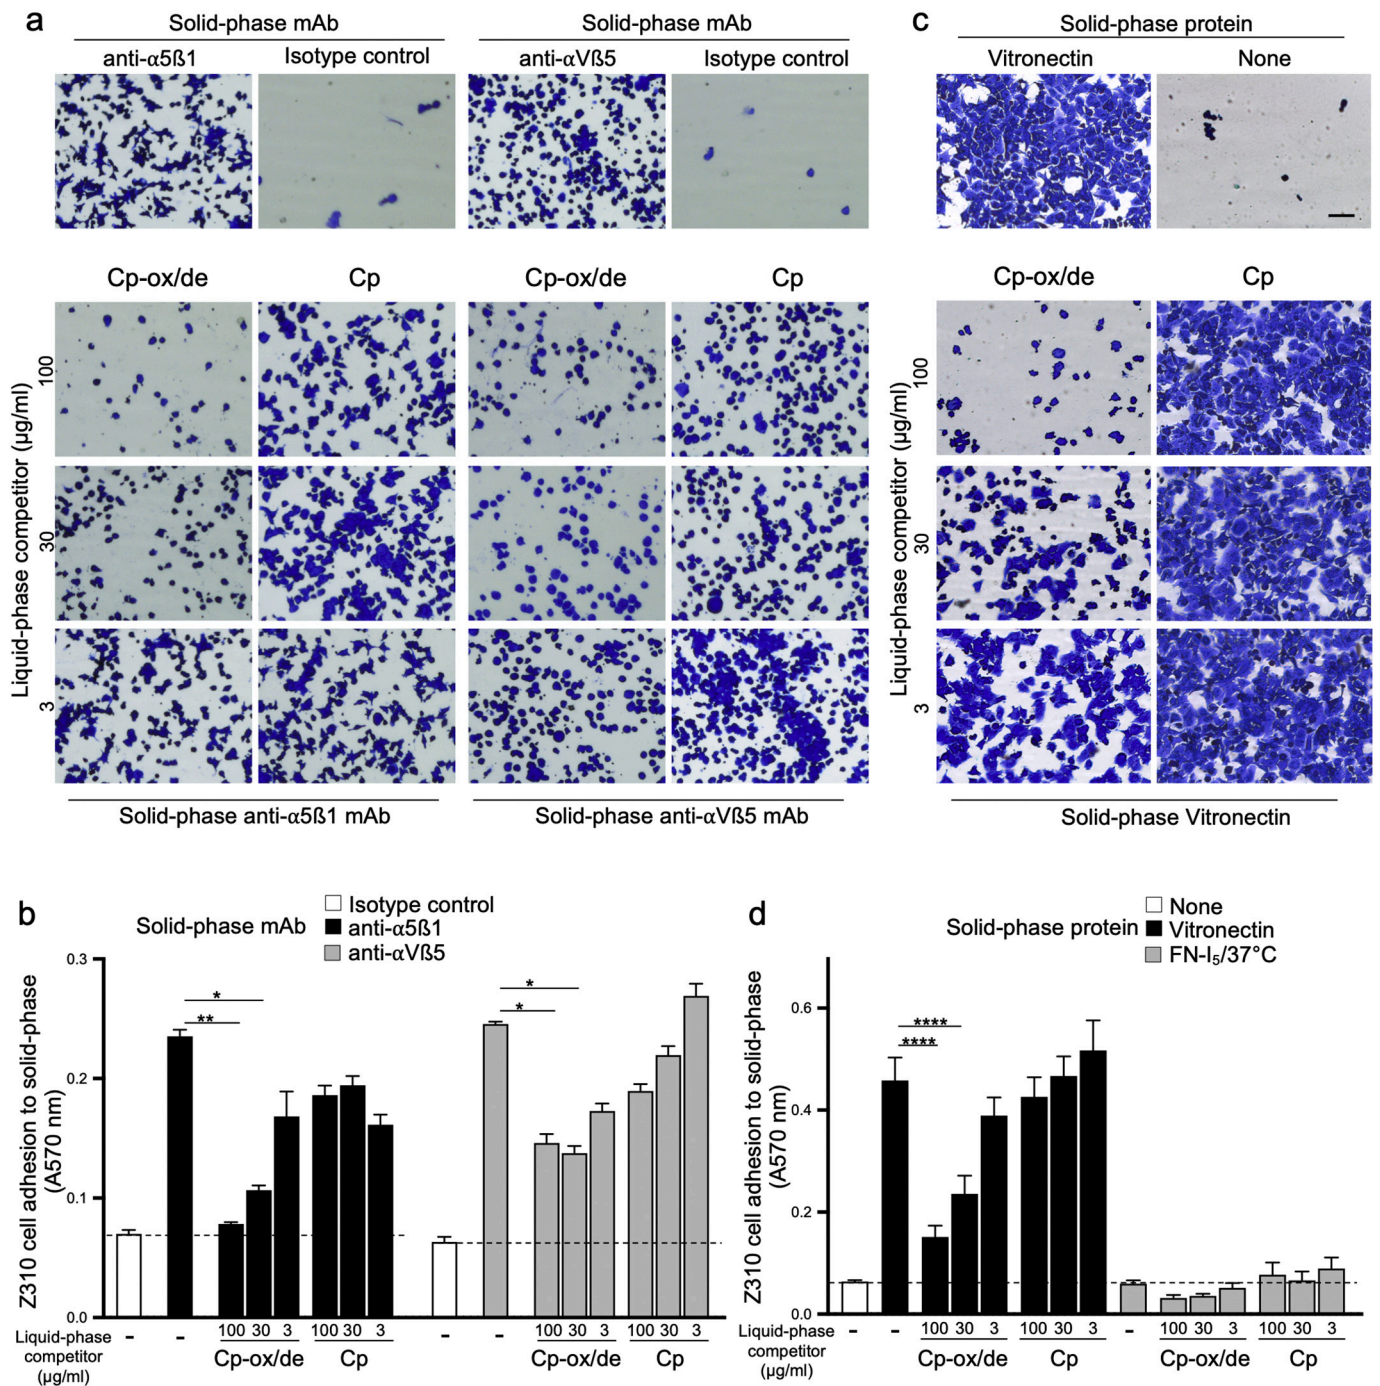 a
Solid-phase mAb
Solid-phase mAb
anti-α5ß1
Isotype control
anti-αVß5
Isotype control
c
Solid-phase protein
Vitronectin
None
Cp-ox/de
Cp
Cp-ox/de
Cp
Cp-ox/de
Cp
Liquid-phase competitor (µg/ml)
100
30
3
Liquid-phase competitor (µg/ml)
100
30
3
Solid-phase anti-α5ß1 mAb
Solid-phase anti-αVß5 mAb
Solid-phase Vitronectin
b
Solid-phase mAb
Isotype control
anti-α5ß1
anti-αVß5
Z310 cell adhesion to solid-phase
(A570 nm)
0.3
0.2
0.1
0.0
*
**
*
*
Liquid-phase
competitor
(µg/ml)
- - 100 30 3 100 30 3 - - 100 30 3 100 30 3
Cp-ox/de Cp Cp-ox/de Cp
d
Solid-phase protein
None
Vitronectin
FN-I₅/37°C
Z310 cell adhesion to solid-phase
(A570 nm)
0.6
0.4
0.2
0.0
****
****
Liquid-phase
competitor
(µg/ml)
- - 100 30 3 100 30 3 - 100 30 3 100 30 3
Cp-ox/de Cp Cp-ox/de Cp